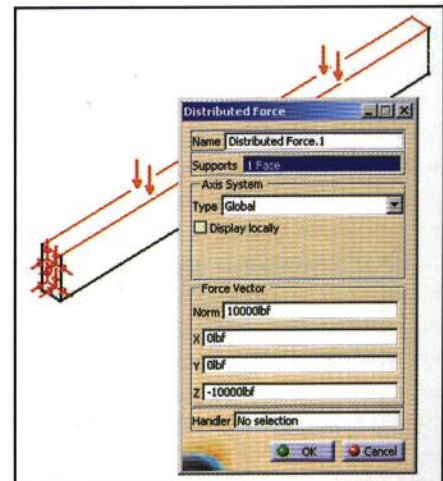 Distributed Force
Name Distributed Force.1
Supports 1 Face
Axis System
Type Global
Display locally
Force Vector
Norm 10000lbf
X 0lbf
Y 0lbf
Z -10000lbf
Handler No selection
OK Cancel